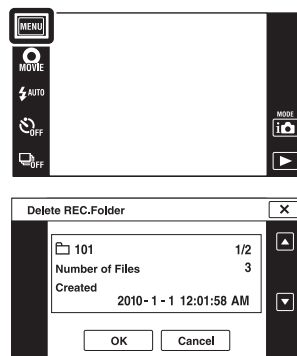 MENU
MOVIE
AUTO
OFF
OFF
MODE
Delete REC.Folder
101 1/2
Number of Files 3
Created
2010-1-1 12:01:58 AM
OK Cancel